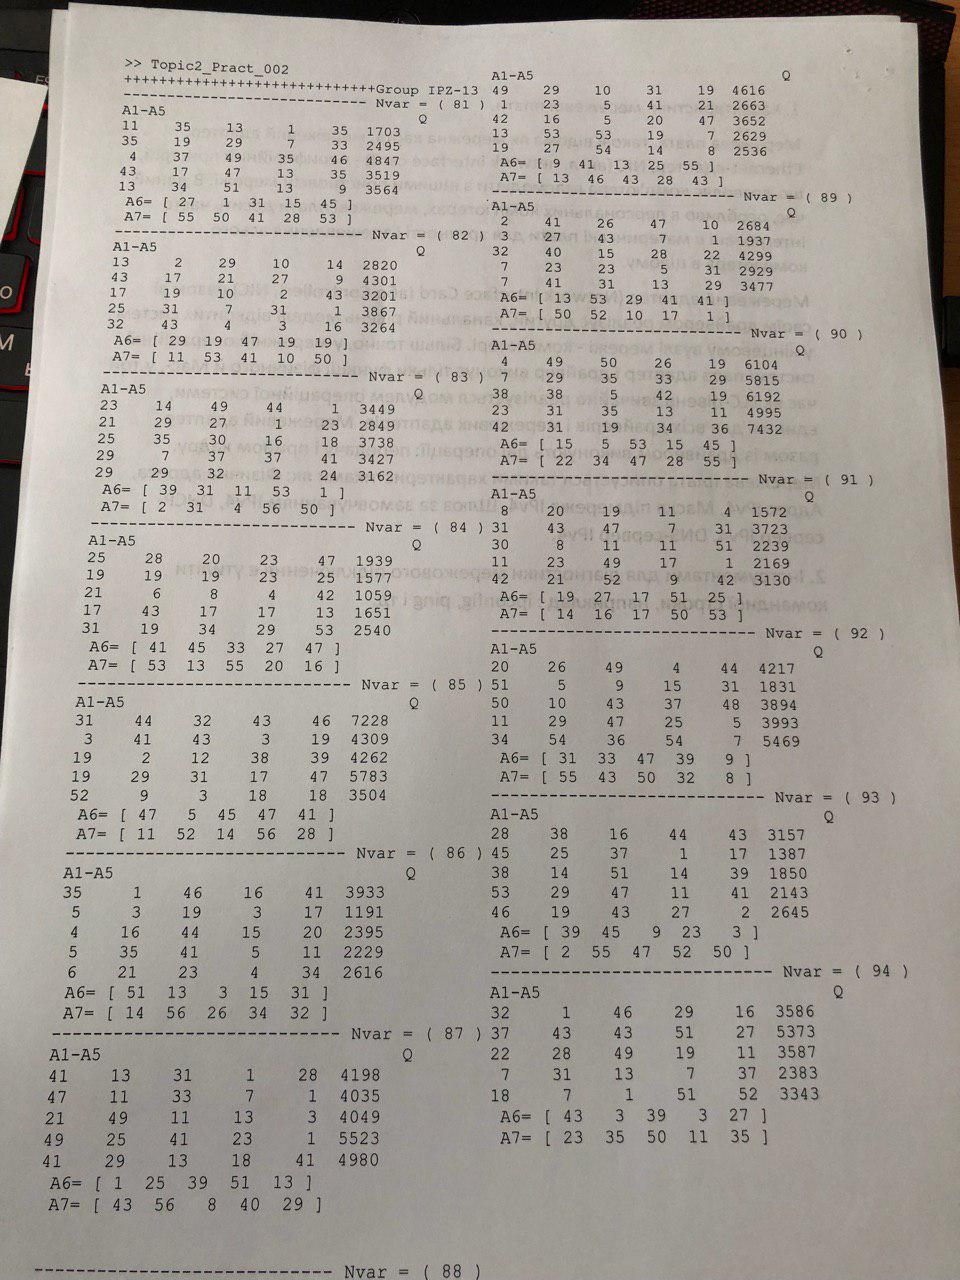 >> Topic2_Pract_002
+++++++++++++++++++++++++++++Group IPZ-13
---------------------------- Nvar = ( 81 )
A1-A5 Q
11 35 13 1 35 1703
35 19 29 7 33 2495
4 37 49 35 46 4847
43 17 47 13 35 3519
13 34 51 13 9 3564
A6= [ 27 1 31 15 45 ]
A7= [ 55 50 41 28 53 ]
---------------------------- Nvar = ( 82 )
A1-A5 Q
13 2 29 10 14 2820
43 17 21 27 9 4301
17 19 10 2 43 3201
25 31 7 31 1 3867
32 43 4 3 16 3264
A6= [ 29 19 47 19 19 ]
A7= [ 11 53 41 10 50 ]
---------------------------- Nvar = ( 83 )
A1-A5 Q
23 14 49 44 1 3449
21 29 27 1 23 2849
25 35 30 16 18 3738
29 7 37 37 41 3427
29 29 32 2 24 3162
A6= [ 39 31 11 53 1 ]
A7= [ 2 31 4 56 50 ]
---------------------------- Nvar = ( 84 )
A1-A5 Q
25 28 20 23 47 1939
19 19 19 23 25 1577
21 6 8 4 42 1059
17 43 17 17 13 1651
31 19 34 29 53 2540
A6= [ 41 45 33 27 47 ]
A7= [ 53 13 55 20 16 ]
---------------------------- Nvar = ( 85 )
A1-A5 Q
31 44 32 43 46 7228
3 41 43 3 19 4309
19 2 12 38 39 4262
19 29 31 17 47 5783
52 9 3 18 18 3504
A6= [ 47 5 45 47 41 ]
A7= [ 11 52 14 56 28 ]
---------------------------- Nvar = ( 86 )
A1-A5 Q
35 1 46 16 41 3933
5 3 19 3 17 1191
4 16 44 15 20 2395
5 35 41 5 11 2229
6 21 23 4 34 2616
A6= [ 51 13 3 15 31 ]
A7= [ 14 56 26 34 32 ]
---------------------------- Nvar = ( 87 )
A1-A5 Q
41 13 31 1 28 4198
47 11 33 7 1 4035
21 49 11 13 3 4049
49 25 41 23 1 5523
41 29 13 18 41 4980
A6= [ 1 25 39 51 13 ]
A7= [ 43 56 8 40 29 ]
---------------------------- Nvar = ( 88 )
A1-A5 Q
49 29 10 31 19 4616
1 23 5 41 21 2663
42 16 5 20 47 3652
13 53 53 19 7 2629
19 27 54 14 8 2536
A6= [ 9 41 13 25 55 ]
A7= [ 13 46 43 28 43 ]
---------------------------- Nvar = ( 89 )
A1-A5 Q
2 41 26 47 10 2684
3 27 43 7 1 1937
32 40 15 28 22 4299
7 23 23 5 31 2929
7 41 31 13 29 3477
A6= [ 13 53 29 41 41 ]
A7= [ 50 52 10 17 1 ]
---------------------------- Nvar = ( 90 )
A1-A5 Q
4 49 50 26 19 6104
7 29 35 33 29 5815
38 38 5 42 19 6192
23 31 35 13 11 4995
42 31 19 34 36 7432
A6= [ 15 5 53 15 45 ]
A7= [ 22 34 47 28 55 ]
---------------------------- Nvar = ( 91 )
A1-A5 Q
8 20 19 11 4 1572
31 43 47 7 31 3723
30 8 11 11 51 2239
11 23 49 17 1 2169
42 21 52 9 42 3130
A6= [ 19 27 17 51 25 ]
A7= [ 14 16 17 50 53 ]
---------------------------- Nvar = ( 92 )
A1-A5 Q
20 26 49 4 44 4217
51 5 9 15 31 1831
50 10 43 37 48 3894
11 29 47 25 5 3993
34 54 36 54 7 5469
A6= [ 31 33 47 39 9 ]
A7= [ 55 43 50 32 8 ]
---------------------------- Nvar = ( 93 )
A1-A5 Q
28 38 16 44 43 3157
45 25 37 1 17 1387
38 14 51 14 39 1850
53 29 47 11 41 2143
46 19 43 27 2 2645
A6= [ 39 45 9 23 3 ]
A7= [ 2 55 47 52 50 ]
---------------------------- Nvar = ( 94 )
A1-A5 Q
32 1 46 29 16 3586
37 43 43 51 27 5373
22 28 49 19 11 3587
7 31 13 7 37 2383
18 7 1 51 52 3343
A6= [ 43 3 39 3 27 ]
A7= [ 23 35 50 11 35 ]